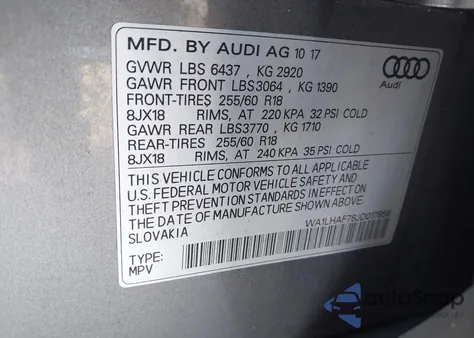 MFD. BY AUDI AG 10 17
GVWR LBS 6437 , KG 2920
GAWR FRONT LBS3064 , KG 1390
FRONT-TIRES 255/60 R18
8JX18 RIMS, AT 220 KPA 32 PSI COLD
GAWR REAR LBS3770 , KG 1710
REAR-TIRES 255/60 R18
8JX18 RIMS, AT 240 KPA 35 PSI COLD
Audi
THIS VEHICLE CONFORMS TO ALL APPLICABLE
U.S. FEDERAL MOTOR VEHICLE SAFETY AND
THEFT PREVENTION STANDARDS IN EFFECT ON
THE DATE OF MANUFACTURE SHOWN ABOVE
SLOVAKIA
TYPE:
MPV
autoSnap